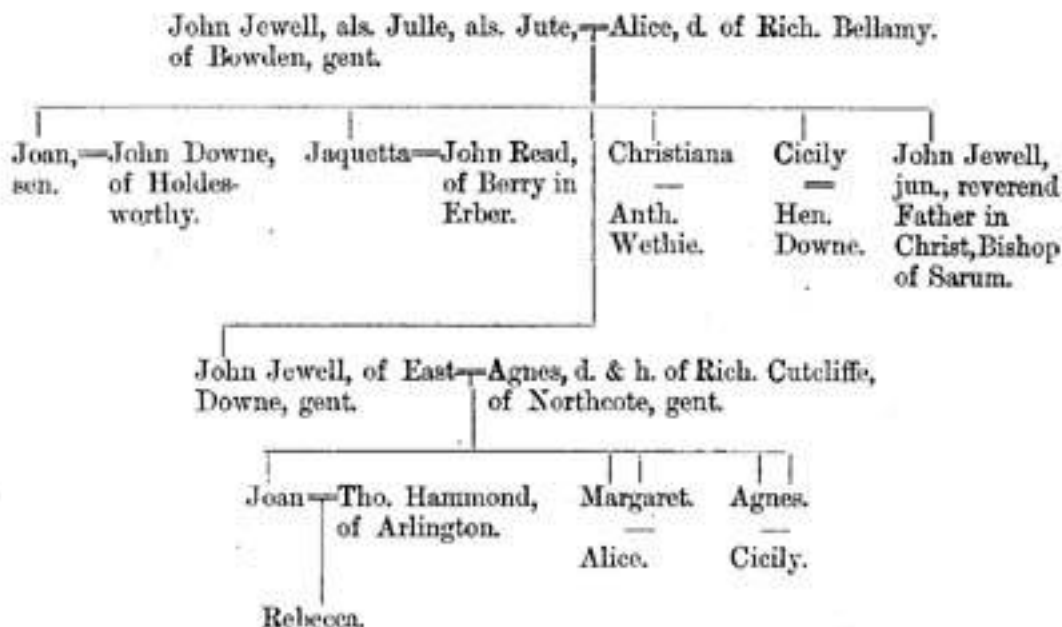 John Jewell, als. Julle, als. Jute,=Alice, d. of Rich. Bellamy.
of Bowden, gent.
Joan,=John Downe,
sen. of Holdes-
worthy.
Jaquetta=John Read,
of Berry in
Erber.
Christiana
—
Anth.
Wethie.
Cicily
=
Hen.
Downe.
John Jewell,
jun., reverend
Father in
Christ, Bishop
of Sarum.
John Jewell, of East=Agnes, d. & h. of Rich. Cutcliffe,
Downe, gent. of Northcote, gent.
Joan=Tho. Hammond,
of Arlington.
Margaret.
—
Alice.
Agnes.
—
Cicily.
Rebecca.